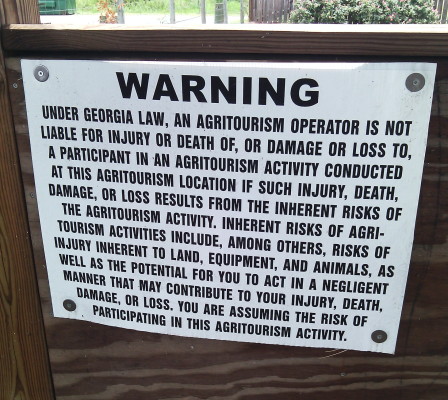 WARNING
UNDER GEORGIA LAW, AN AGRITOURISM OPERATOR IS NOT
LIABLE FOR INJURY OR DEATH OF, OR DAMAGE OR LOSS TO,
A PARTICIPANT IN AN AGRITOURISM ACTIVITY CONDUCTED
AT THIS AGRITOURISM LOCATION IF SUCH INJURY, DEATH,
DAMAGE, OR LOSS RESULTS FROM THE INHERENT RISKS OF
THE AGRITOURISM ACTIVITY. INHERENT RISKS OF AGRI-
TOURISM ACTIVITIES INCLUDE, AMONG OTHERS, RISKS OF
INJURY INHERENT TO LAND, EQUIPMENT, AND ANIMALS, AS
WELL AS THE POTENTIAL FOR YOU TO ACT IN A NEGLIGENT
MANNER THAT MAY CONTRIBUTE TO YOUR INJURY, DEATH,
DAMAGE, OR LOSS. YOU ARE ASSUMING THE RISK OF
PARTICIPATING IN THIS AGRITOURISM ACTIVITY.